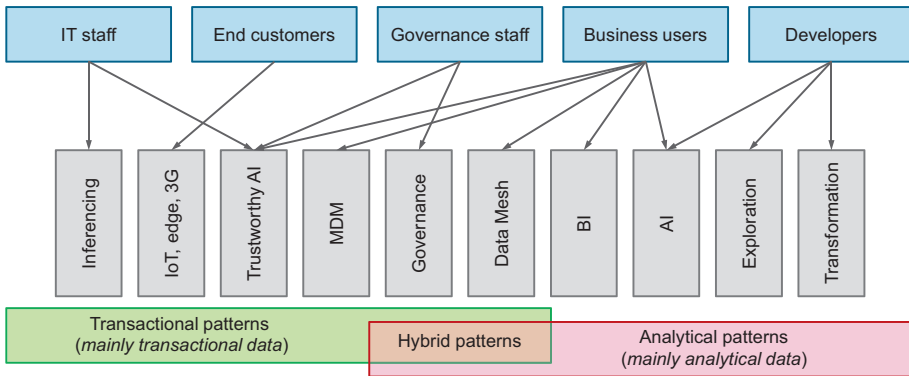 IT staff
End customers
Governance staff
Business users
Developers
Inferencing
IoT, edge, 3G
Trustworthy AI
MDM
Governance
Data Mesh
BI
AI
Exploration
Transformation
Transactional patterns
(mainly transactional data)
Hybrid patterns
Analytical patterns
(mainly analytical data)